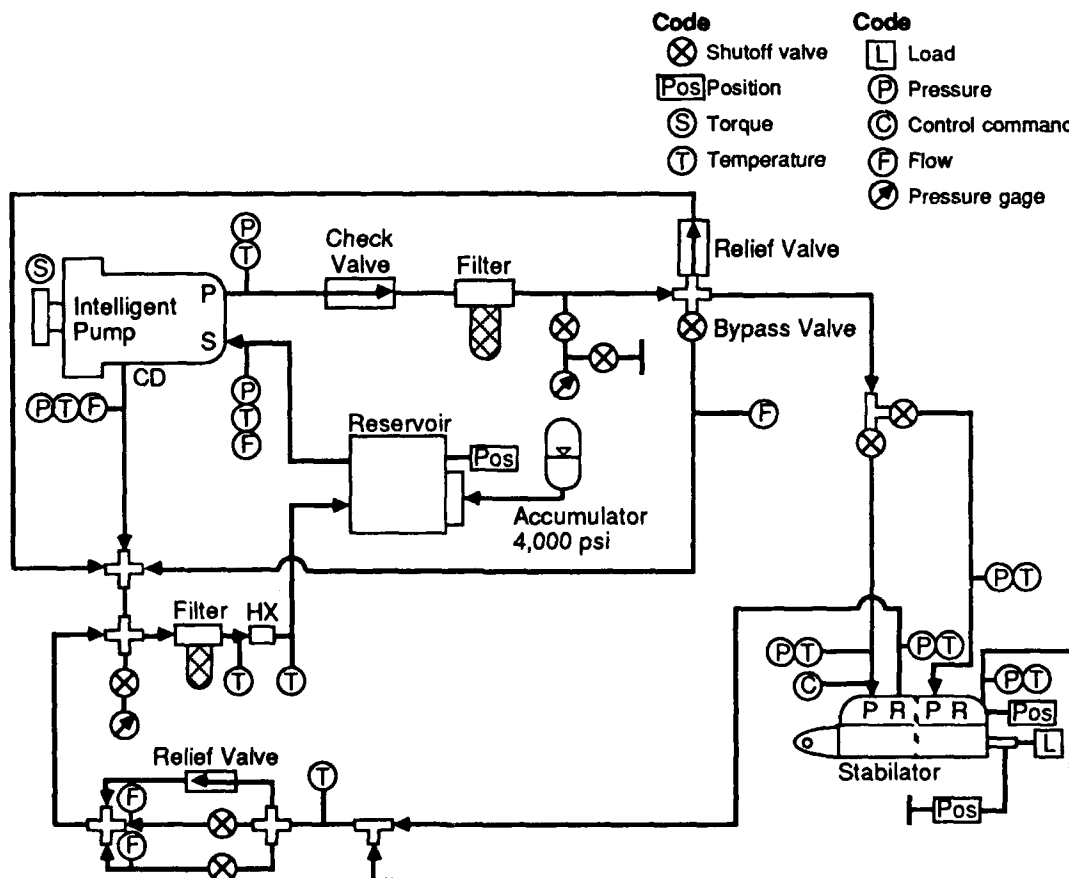 Code
Shutoff valve
Pos Position
S Torque
T Temperature
Code
L Load
P Pressure
C Control command
F Flow
Pressure gage
S
Intelligent
Pump
P
S
CD
P
T
Check
Valve
Filter
Relief Valve
Bypass Valve
P T F
P
T
F
Reservoir
Pos
Accumulator
4,000 psi
F
P T
Filter
HX
T
T
P T
P T
C
P T
P R P R
Pos
L
Stabilator
Pos
Relief Valve
F
F
T